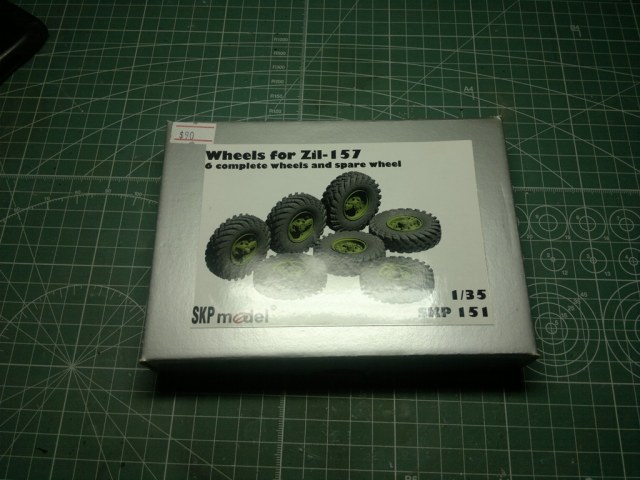 $90
Wheels for Zil-157
6 complete wheels and spare wheel
1/35
SKP model
SKP 151